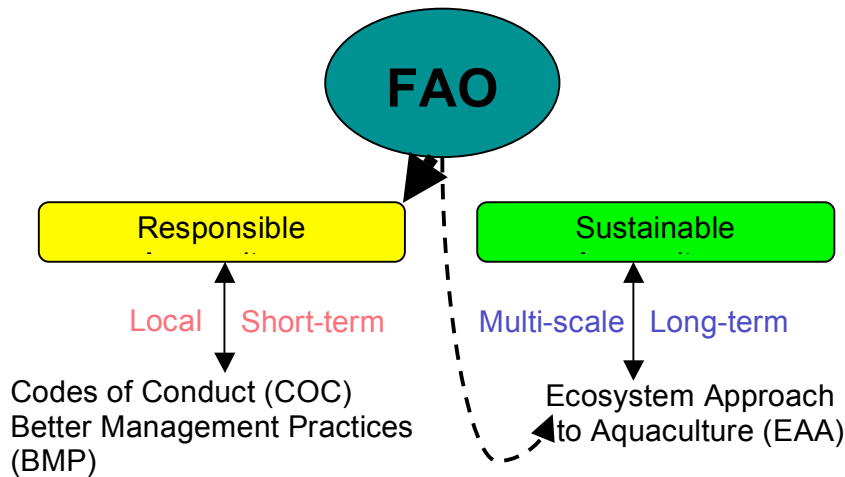 FAO
Responsible
Sustainable
Local Short-term
Multi-scale Long-term
Codes of Conduct (COC)
Better Management Practices
(BMP)
Ecosystem Approach
to Aquaculture (EAA)